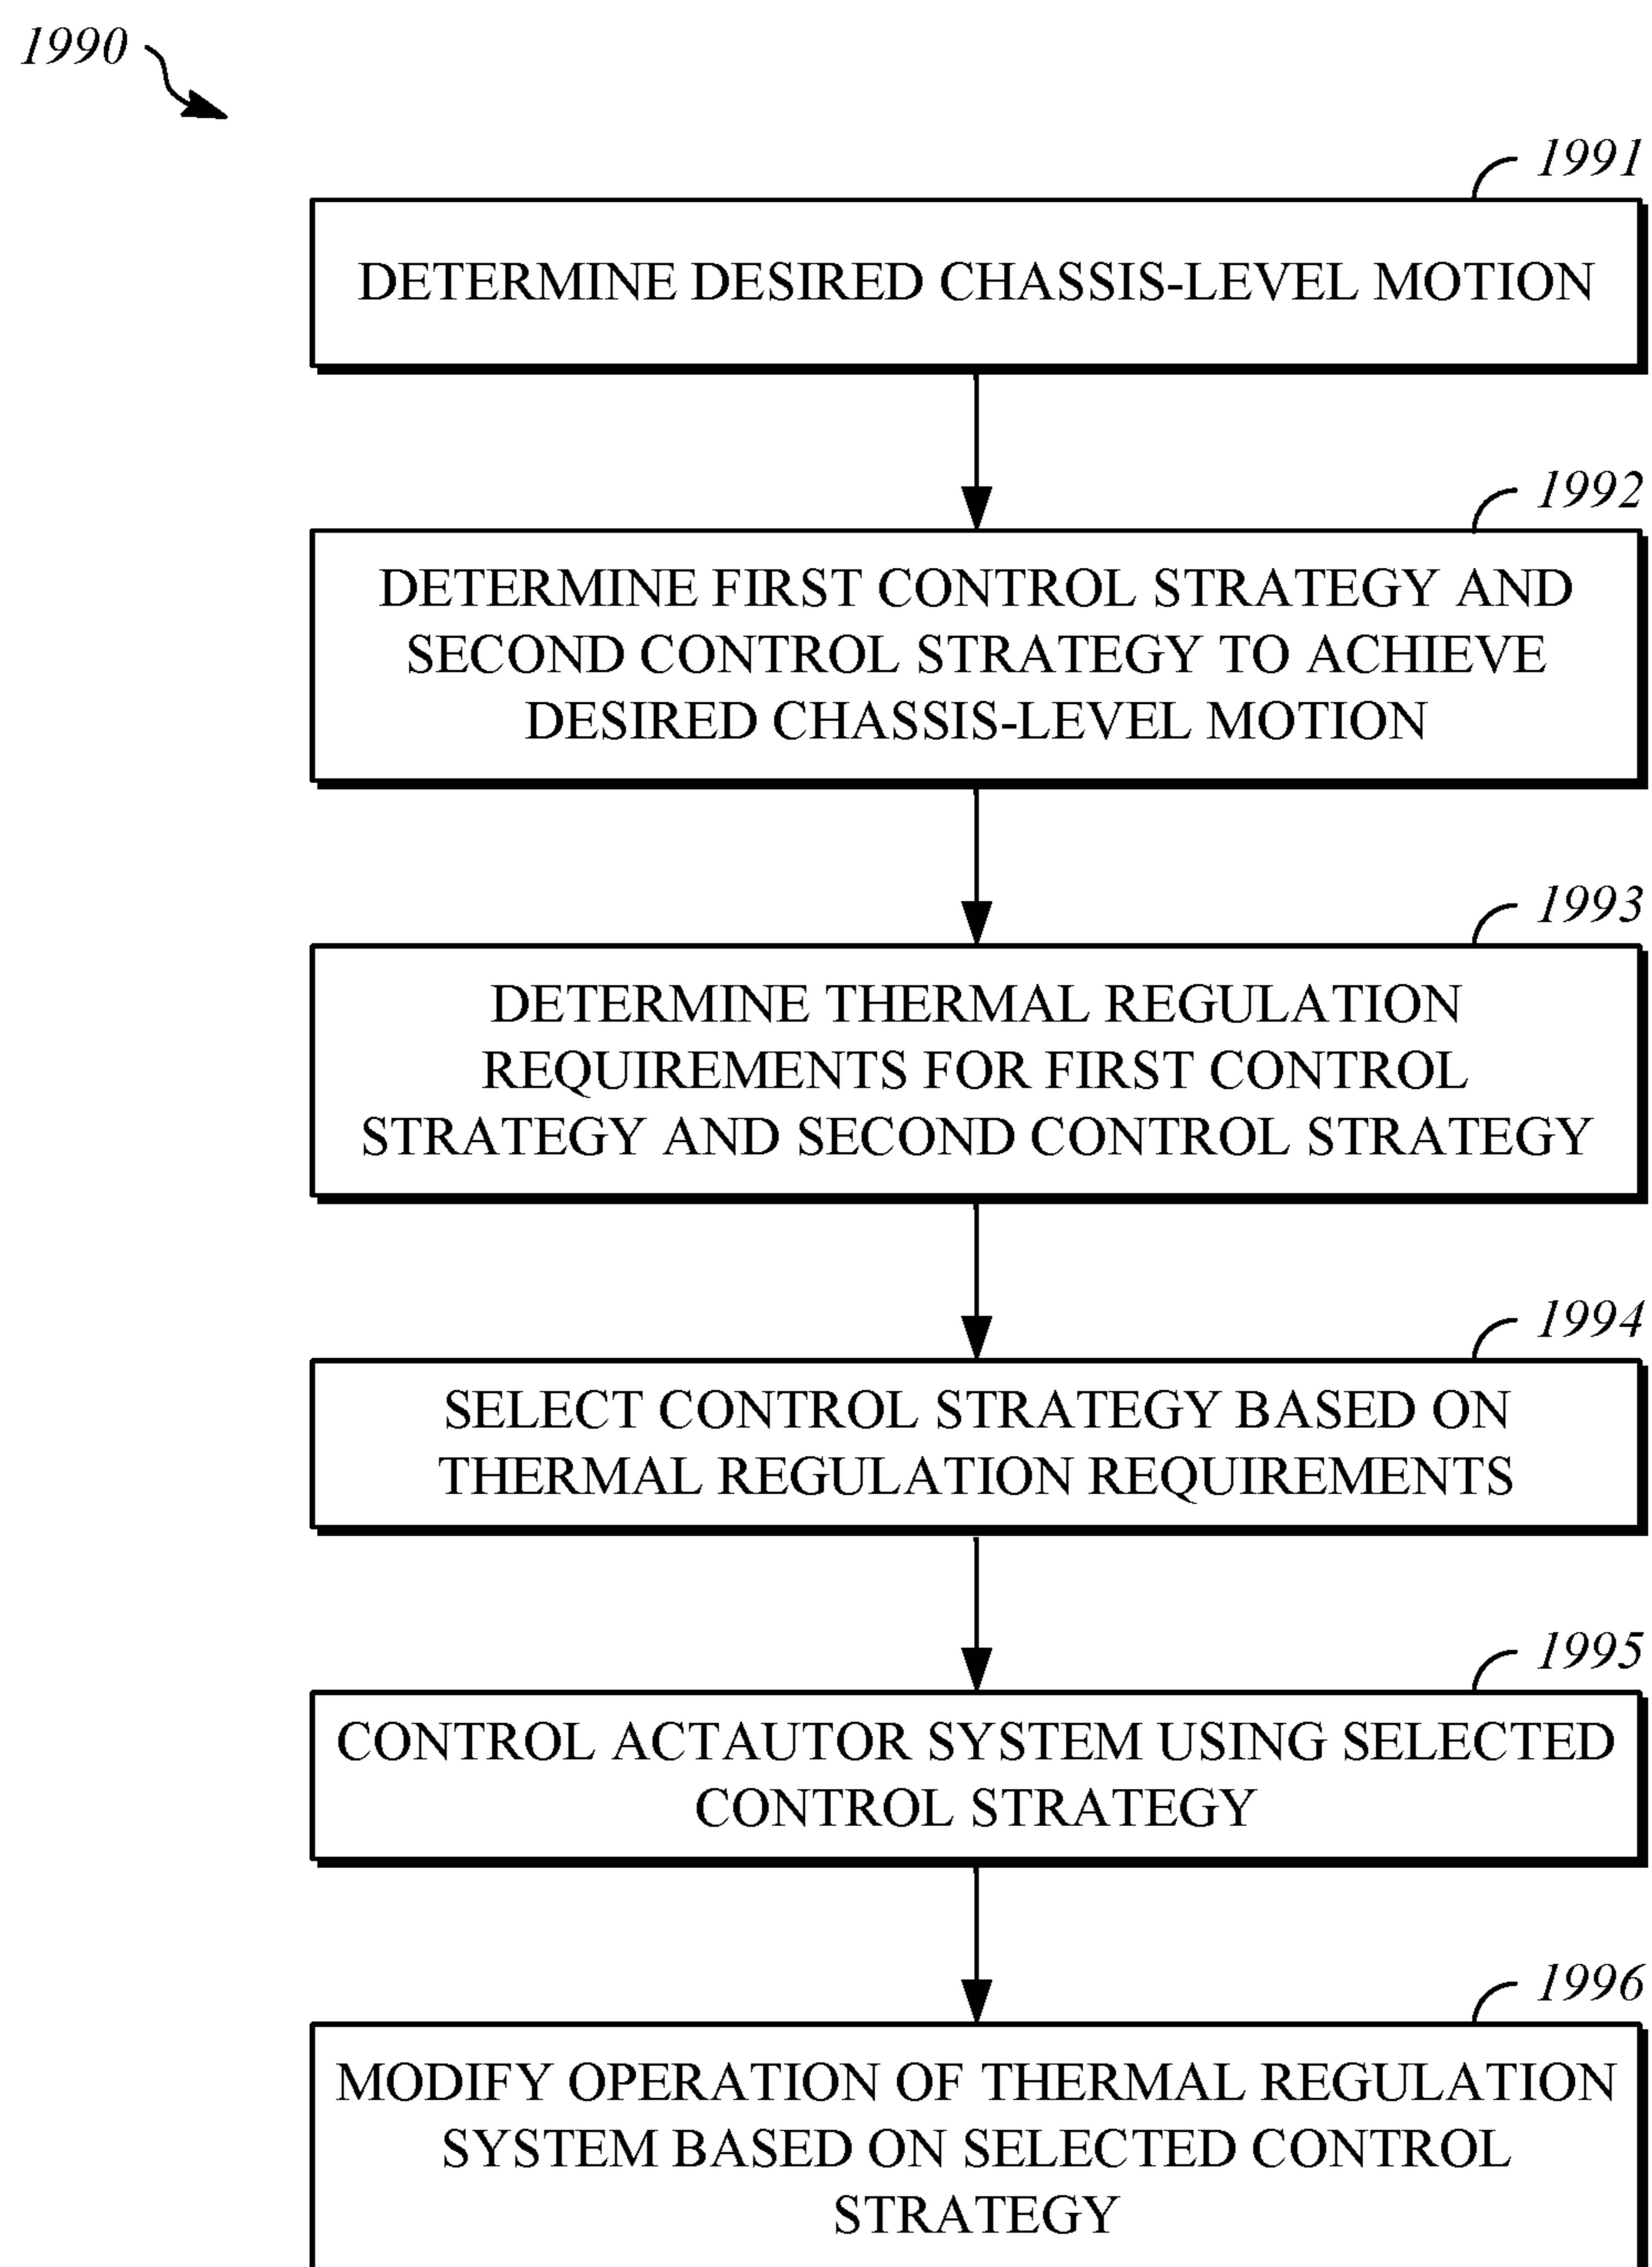 1990
1991
DETERMINE DESIRED CHASSIS-LEVEL MOTION
1992
DETERMINE FIRST CONTROL STRATEGY AND
SECOND CONTROL STRATEGY TO ACHIEVE
DESIRED CHASSIS-LEVEL MOTION
1993
DETERMINE THERMAL REGULATION
REQUIREMENTS FOR FIRST CONTROL
STRATEGY AND SECOND CONTROL STRATEGY
1994
SELECT CONTROL STRATEGY BASED ON
THERMAL REGULATION REQUIREMENTS
1995
CONTROL ACTAUTOR SYSTEM USING SELECTED
CONTROL STRATEGY
1996
MODIFY OPERATION OF THERMAL REGULATION
SYSTEM BASED ON SELECTED CONTROL
STRATEGY